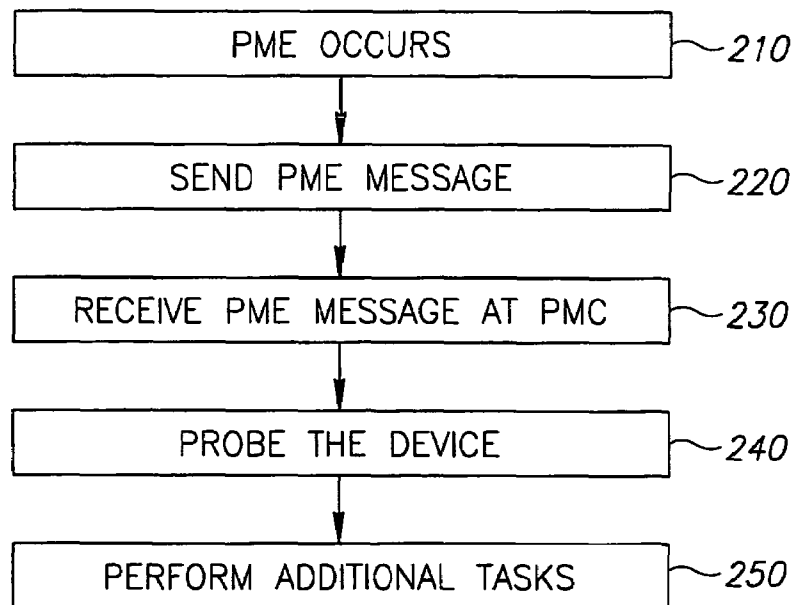 PME OCCURS 210
SEND PME MESSAGE 220
RECEIVE PME MESSAGE AT PMC 230
PROBE THE DEVICE 240
PERFORM ADDITIONAL TASKS 250